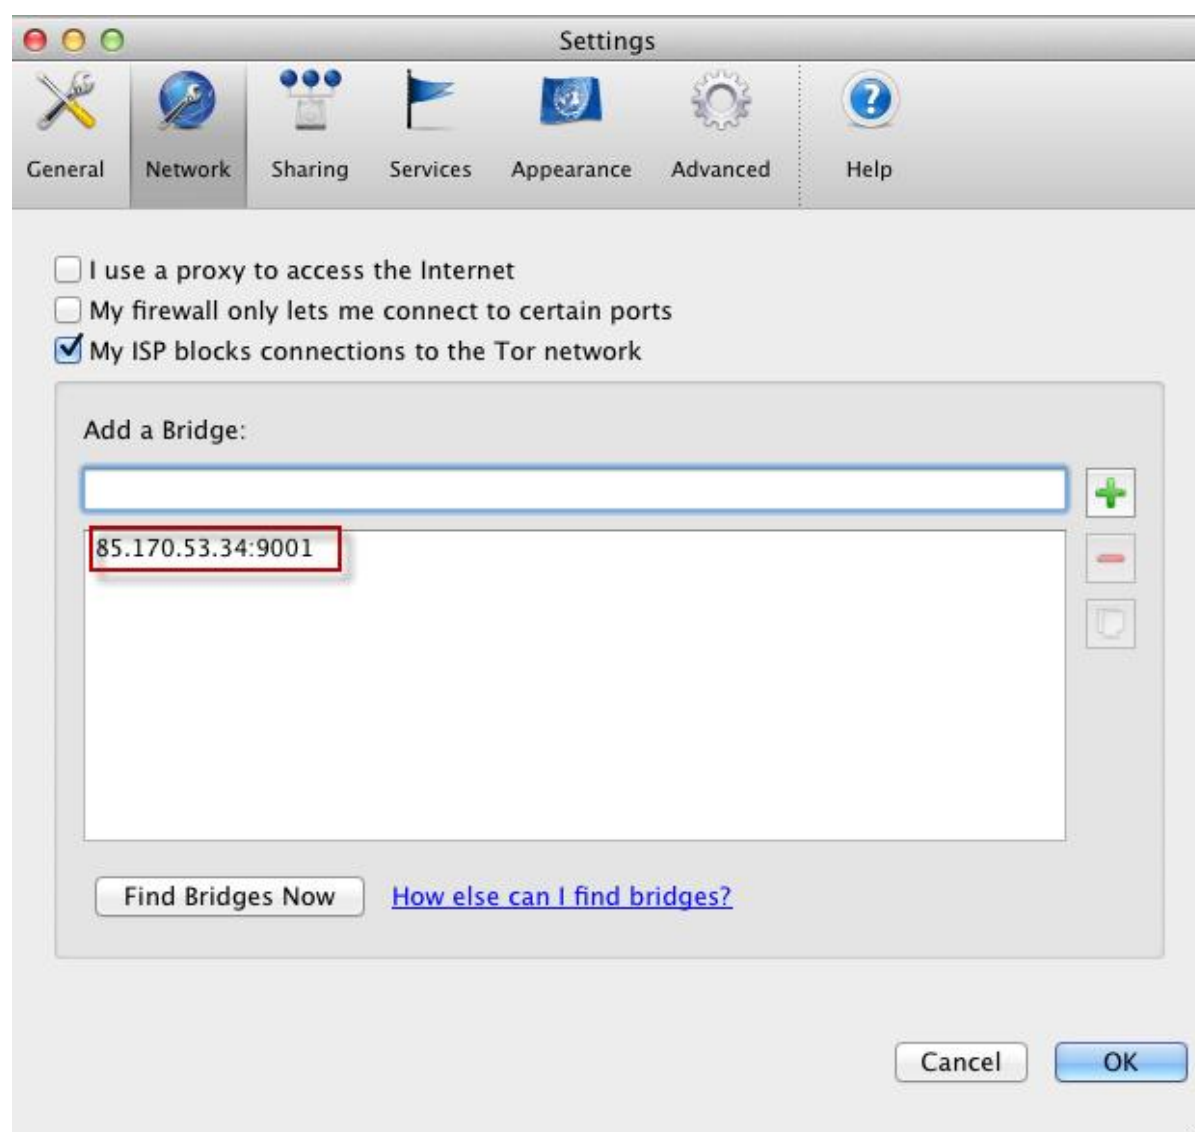 Settings
General Network Sharing Services Appearance Advanced Help
I use a proxy to access the Internet
My firewall only lets me connect to certain ports
My ISP blocks connections to the Tor network
Add a Bridge:
85.170.53.34:9001
Find Bridges Now How else can I find bridges?
Cancel OK